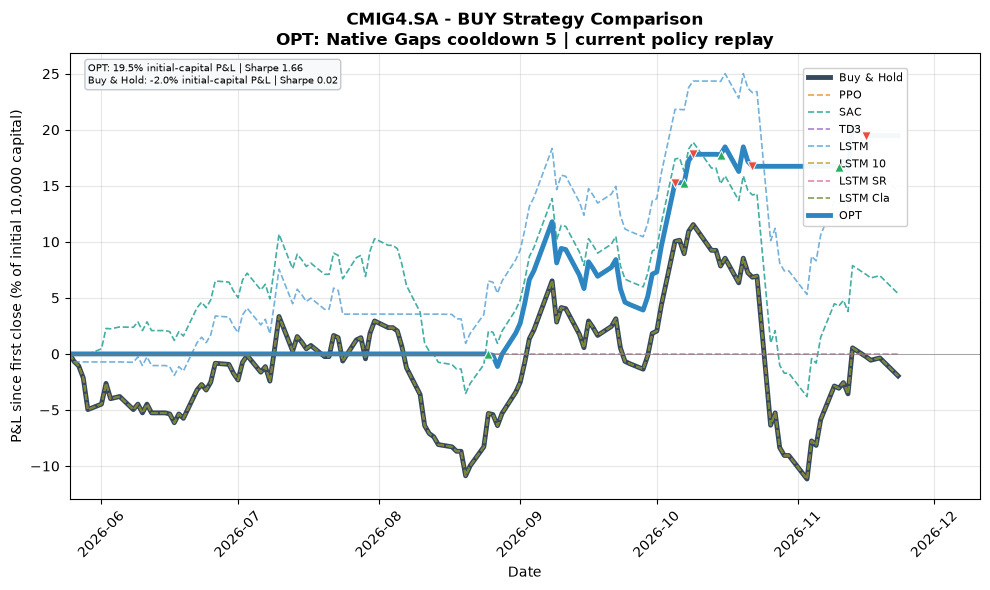 CMIG4.SA - BUY Strategy Comparison
OPT: Native Gaps cooldown 5 | current policy replay
OPT: 19.5% initial-capital P&L | Sharpe 1.66
Buy & Hold: -2.0% initial-capital P&L | Sharpe 0.02
Buy & Hold
PPO
SAC
TD3
LSTM
LSTM 10
LSTM SR
LSTM Cla
OPT
P&L since first close (% of initial 10,000 capital)
25
20
15
10
5
0
−5
−10
2026-06
2026-07
2026-08
2026-09
2026-10
2026-11
2026-12
Date